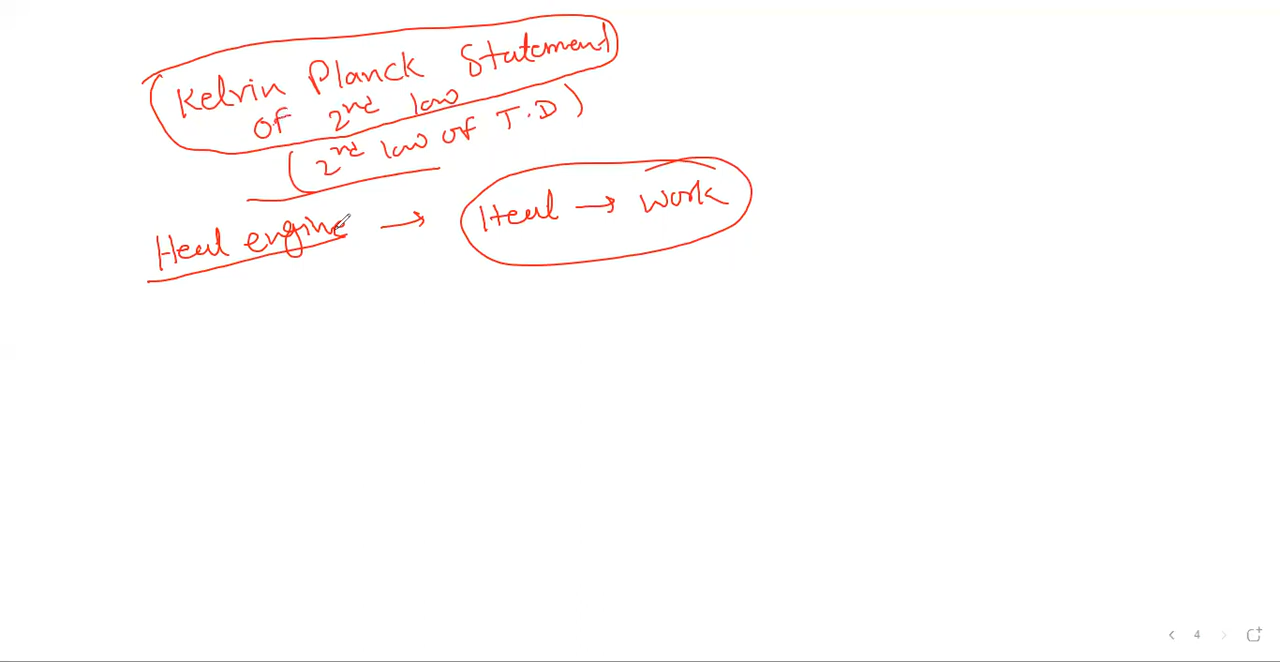 Kelvin Planck Statement
of 2nd law
(2nd law of T.D)
Heat engine → Heat → work
4